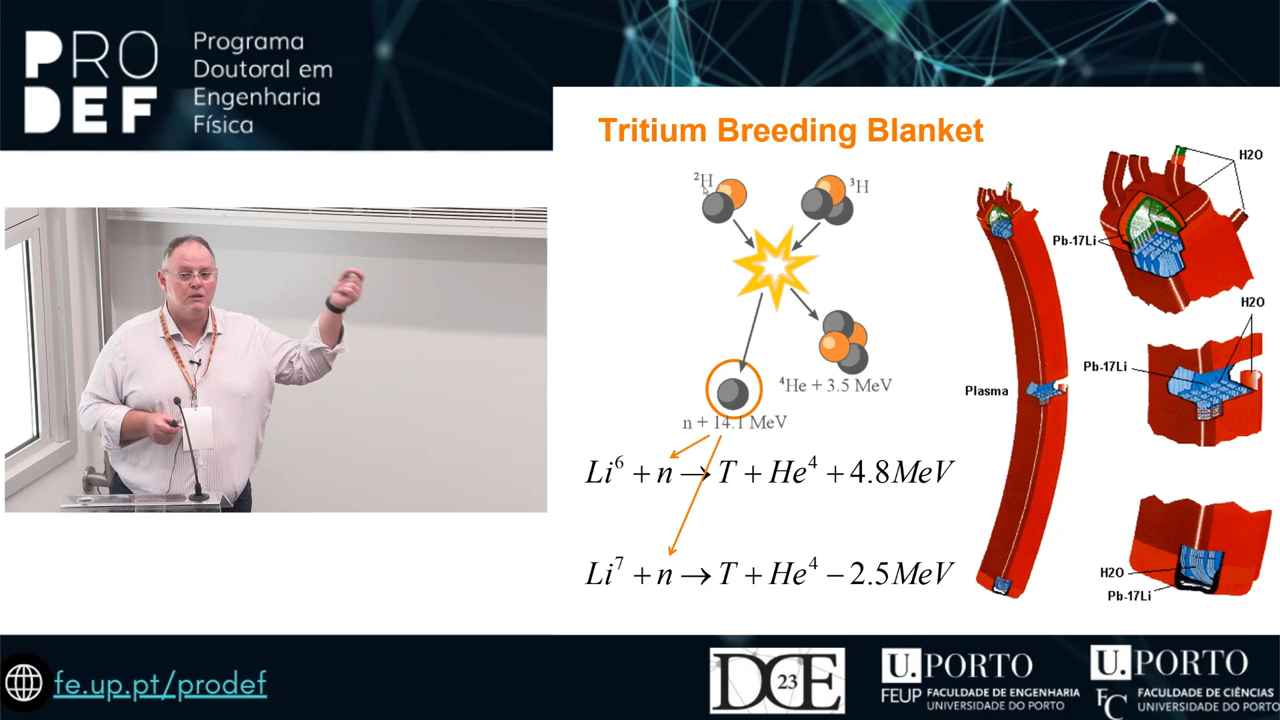 PRO
DEF
Programa
Doutoral em
Engenharia
Física
Tritium Breeding Blanket
²H
³H
⁴He + 3.5 MeV
n + 14.1 MeV
Li⁶ + n → T + He⁴ + 4.8MeV
Li⁷ + n → T + He⁴ − 2.5MeV
H2O
Pb-17Li
H2O
Pb-17Li
Plasma
H2O
Pb-17Li
fe.up.pt/prodef
DCE
23
U.PORTO
FEUP FACULDADE DE ENGENHARIA
UNIVERSIDADE DO PORTO
U.PORTO
FC FACULDADE DE CIÊNCIAS
UNIVERSIDADE DO PORTO